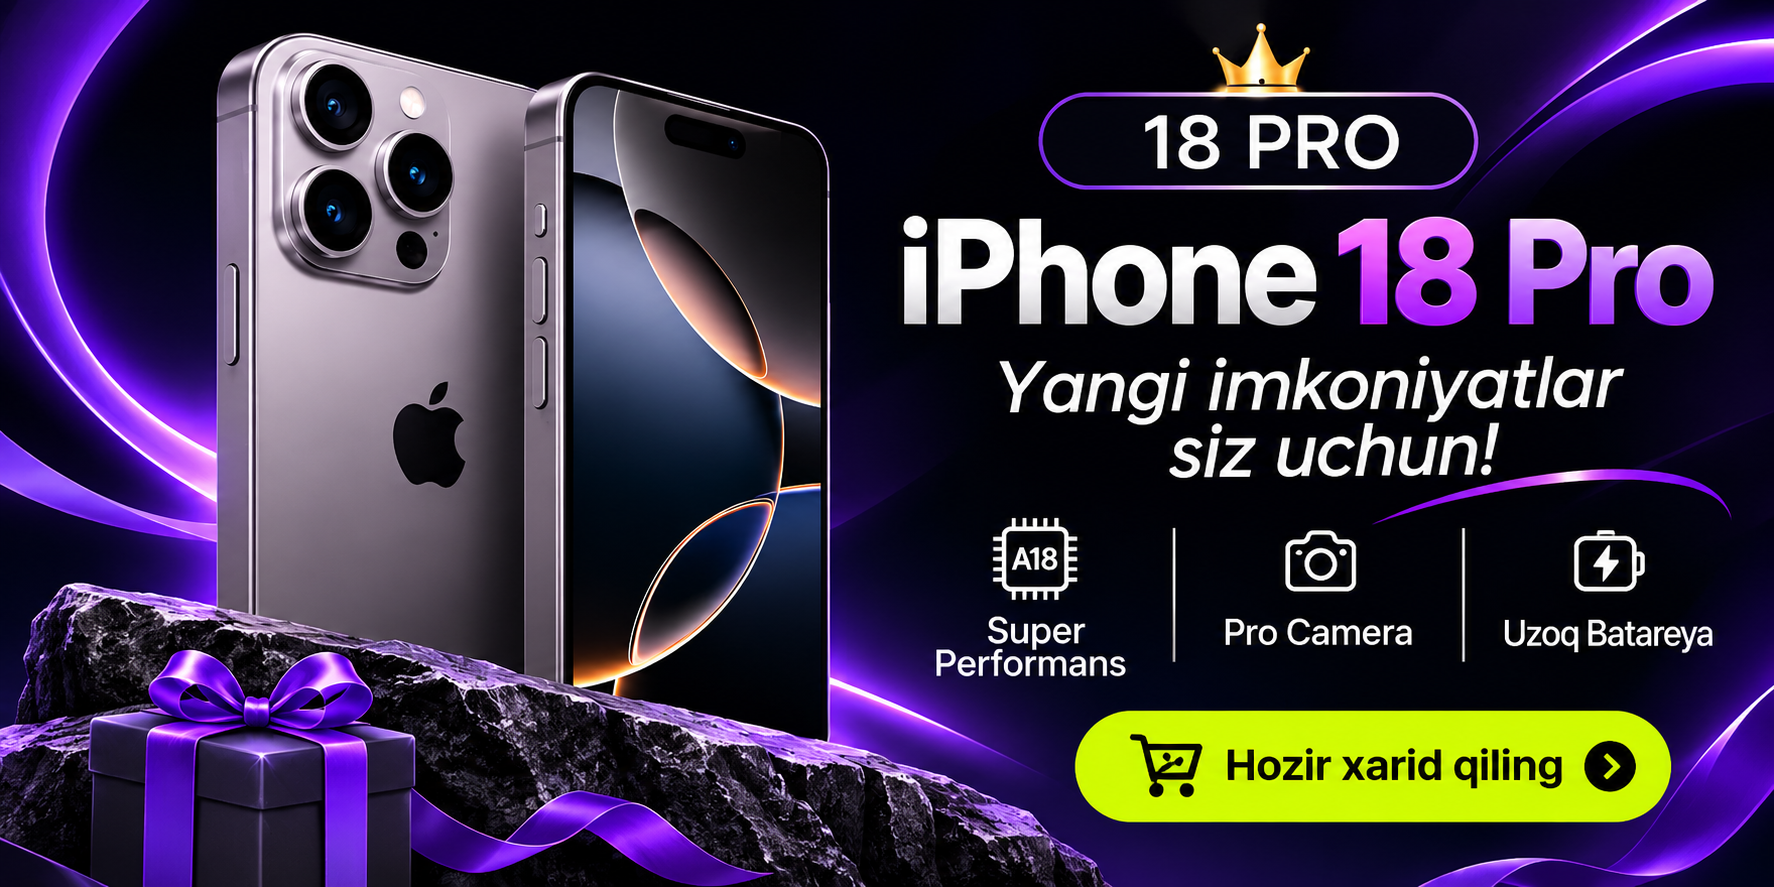 18 PRO
iPhone 18 Pro
Yangi imkoniyatlar
siz uchun!
A18
Super
Performans
Pro Camera
Uzoq Batareya
Hozir xarid qiling